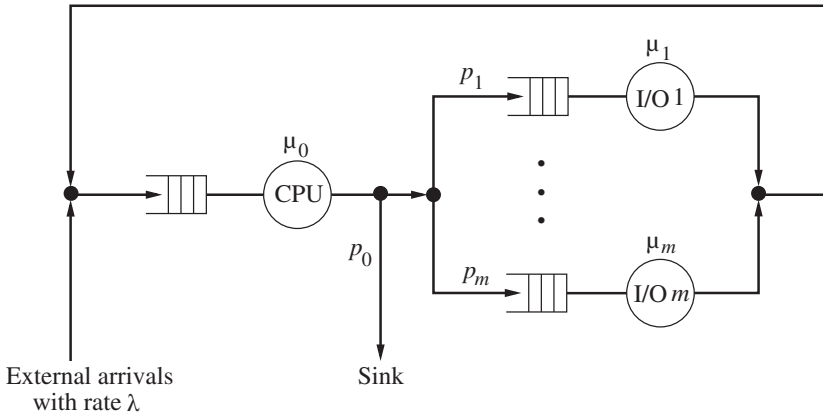 μ1
p1
I/O 1
μ0
CPU
p0
μm
pm
I/O m
External arrivals
with rate λ
Sink